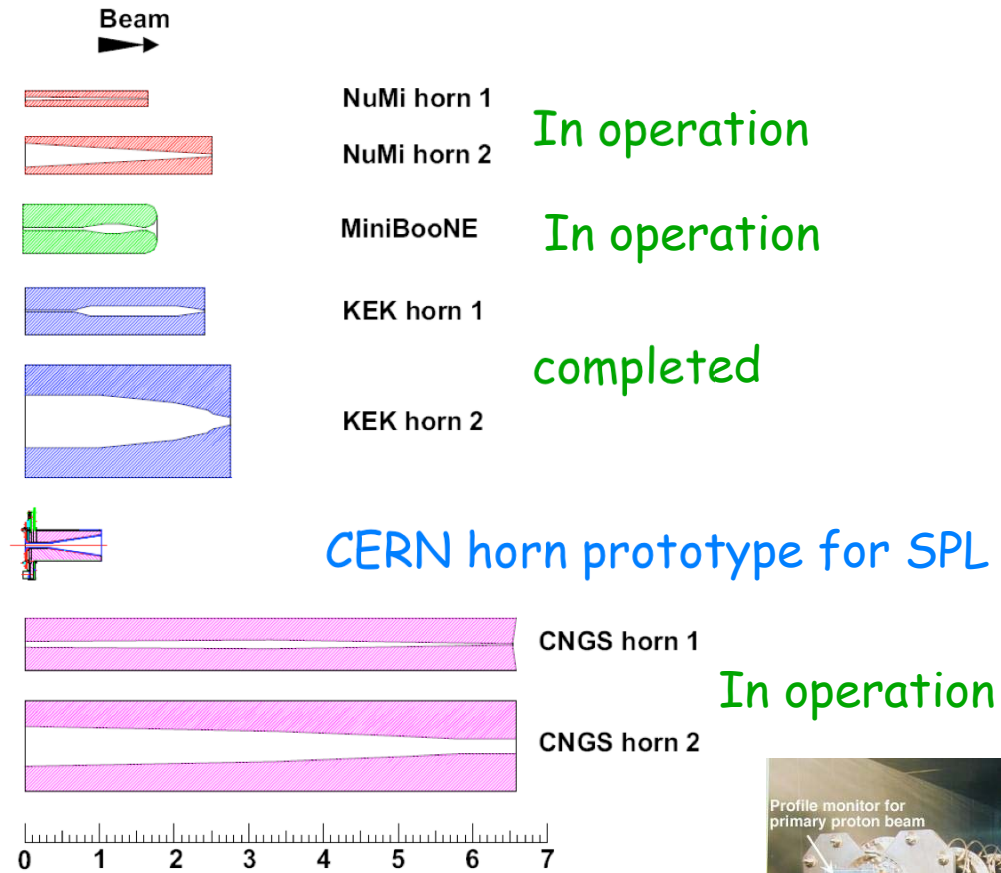 Beam
NuMi horn 1
In operation
NuMi horn 2
MiniBooNE
In operation
KEK horn 1
completed
KEK horn 2
CERN horn prototype for SPL
CNGS horn 1
In operation
CNGS horn 2
Profile monitor for
primary proton beam
0 1 2 3 4 5 6 7